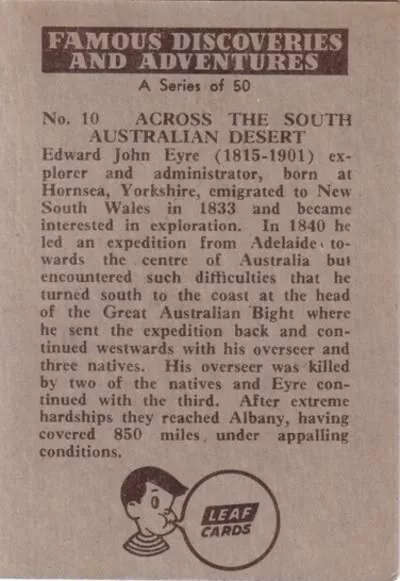 FAMOUS DISCOVERIES
AND ADVENTURES
A Series of 50
No. 10 ACROSS THE SOUTH
AUSTRALIAN DESERT
Edward John Eyre (1815-1901) ex-
plorer and administrator, born at
Hornsea, Yorkshire, emigrated to New
South Wales in 1833 and became
interested in exploration. In 1840 he
led an expedition from Adelaide to-
wards the centre of Australia but
encountered such difficulties that he
turned south to the coast at the head
of the Great Australian Bight where
he sent the expedition back and con-
tinued westwards with his overseer and
three natives. His overseer was killed
by two of the natives and Eyre con-
tinued with the third. After extreme
hardships they reached Albany, having
covered 850 miles under appalling
conditions.
LEAF
CARDS